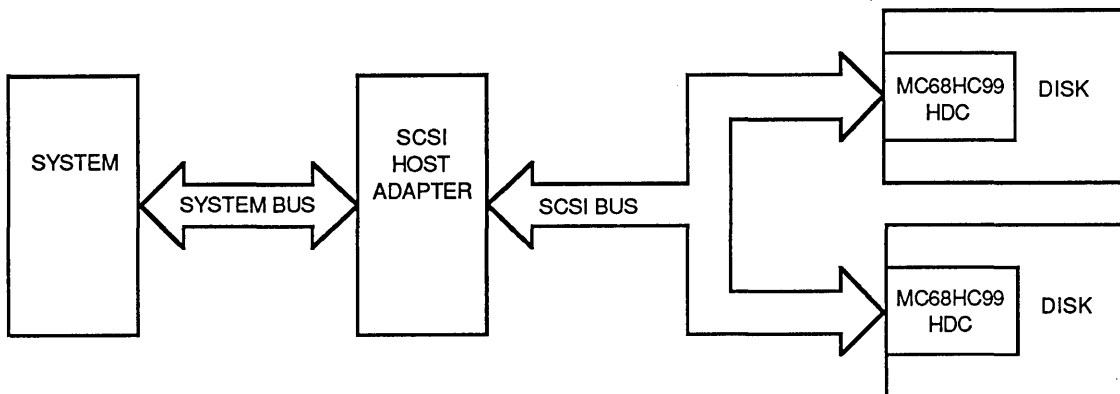 SYSTEM
SYSTEM BUS
SCSI
HOST
ADAPTER
SCSI BUS
MC68HC99
HDC
DISK
MC68HC99
HDC
DISK